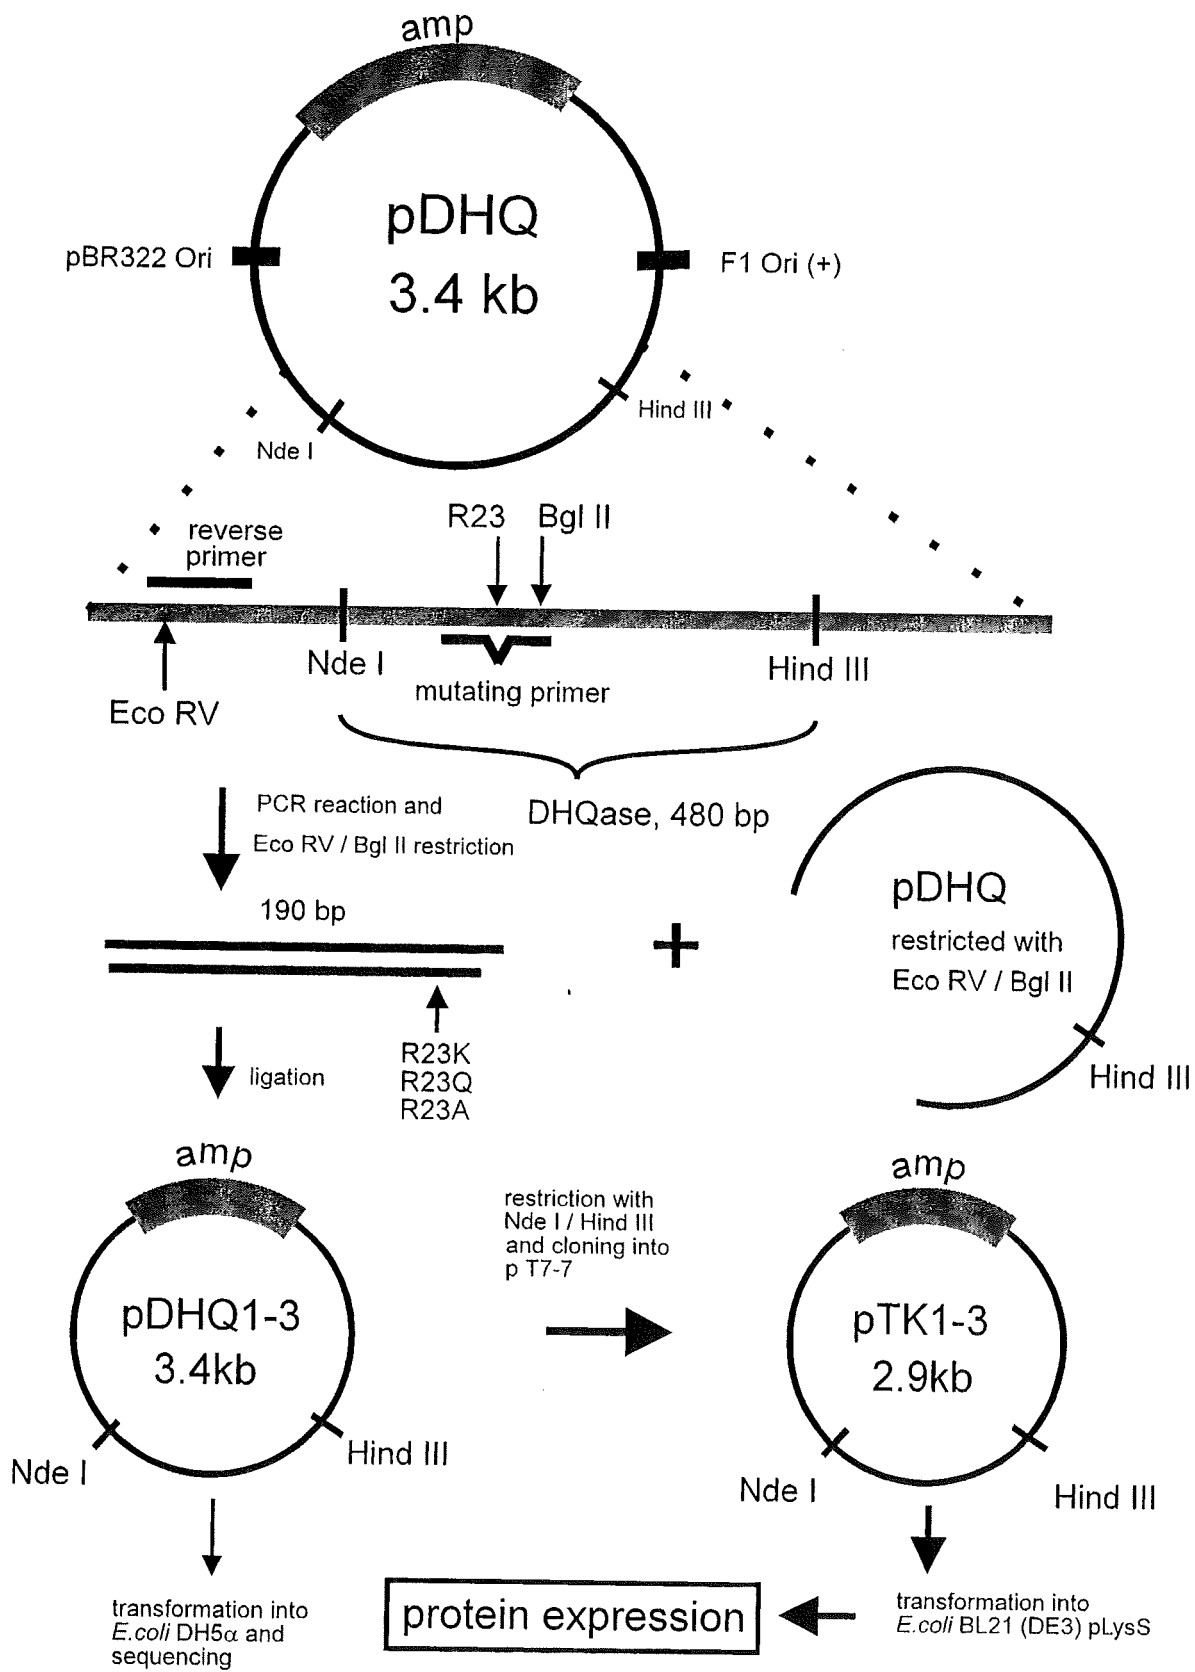 amp
pDHQ
3.4 kb
pBR322 Ori
F1 Ori (+)
Nde I
Hind III
reverse
primer
R23
Bgl II
Nde I
Hind III
mutating primer
Eco RV
PCR reaction and
Eco RV / Bgl II restriction
DHQase, 480 bp
190 bp
+
pDHQ
restricted with
Eco RV / Bgl II
Hind III
R23K
R23Q
R23A
ligation
amp
pDHQ1-3
3.4kb
Nde I
Hind III
restriction with
Nde I / Hind III
and cloning into
p T7-7
amp
pTK1-3
2.9kb
Nde I
Hind III
transformation into
E.coli DH5α and
sequencing
protein expression
transformation into
E.coli BL21 (DE3) pLysS